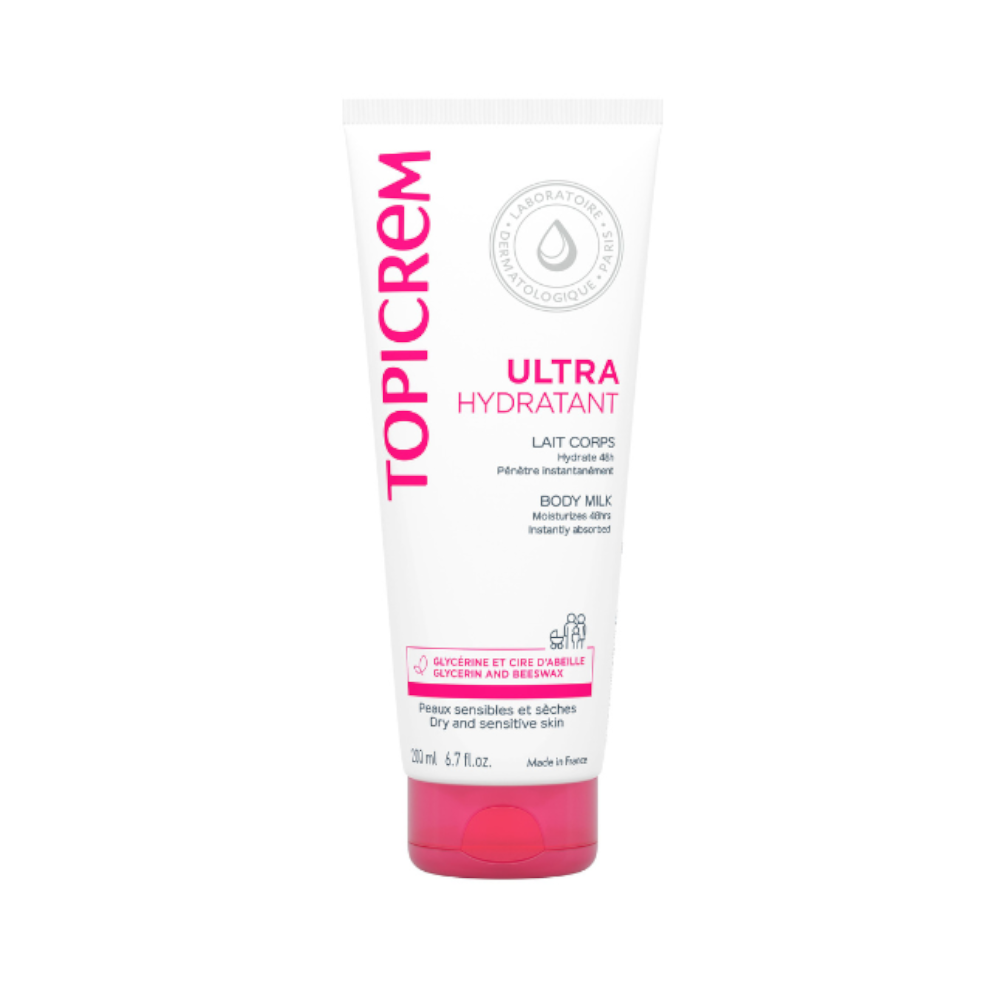 TOPICREM
LABORATOIRE
DERMATOLOGIQUE • PARIS
ULTRA
HYDRATANT
LAIT CORPS
Hydrate 48h
Pénètre instantanément
BODY MILK
Moisturizes 48hrs
Instantly absorbed
GLYCÉRINE ET CIRE D'ABEILLE
GLYCERIN AND BEESWAX
Peaux sensibles et sèches
Dry and sensitive skin
200 ml 6.7 fl.oz.
Made in France